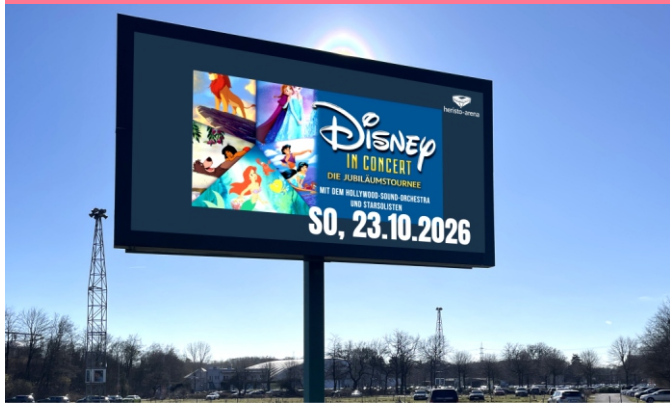 heristo-arena
Disney
IN CONCERT
DIE JUBILÄUMSTOURNEE
MIT DEM HOLLYWOOD-SOUND-ORCHESTRA
UND STARSOLISTEN
SO, 23.10.2026